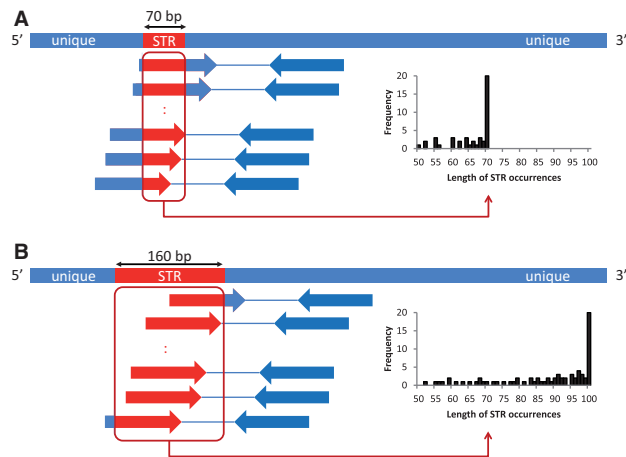 A
70 bp
5’ unique STR unique 3’
:
20
15
10
5
0
Frequency
50 55 60 65 70 75 80 85 90 95 100
Length of STR occurrences
B
160 bp
5’ unique STR unique 3’
:
20
15
10
5
0
Frequency
50 55 60 65 70 75 80 85 90 95 100
Length of STR occurrences